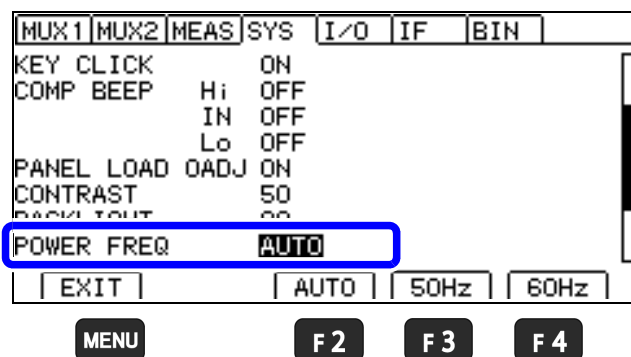 MUX1 MUX2 MEAS SYS I/O IF BIN
KEY CLICK ON
COMP BEEP Hi OFF
IN OFF
Lo OFF
PANEL LOAD OADJ ON
CONTRAST 50
POWER FREQ AUTO
EXIT AUTO 50Hz 60Hz
MENU F2 F3 F4